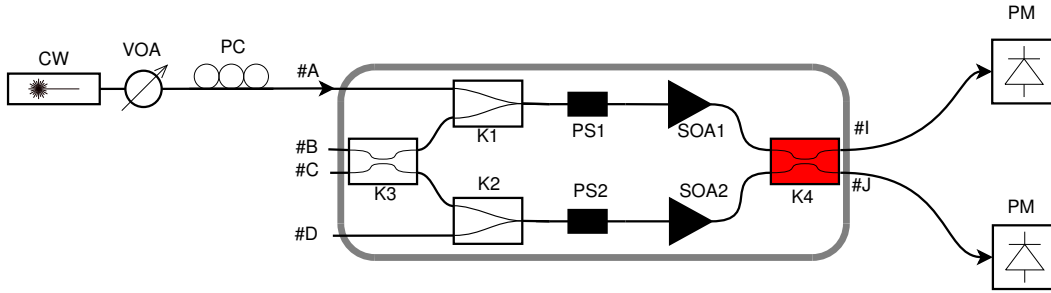 PM
CW
VOA
PC
#A
K1
PS1
SOA1
#I
#B
#C
K3
K2
PS2
SOA2
K4
#J
#D
PM